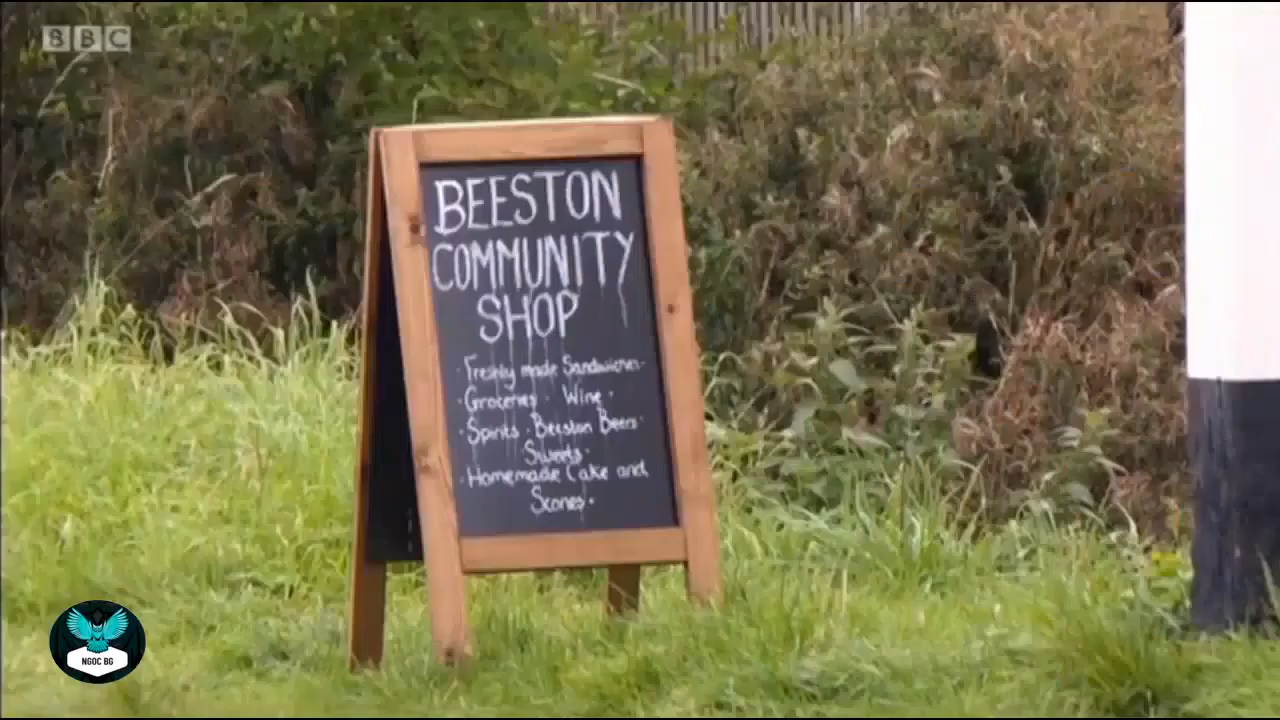 BBC
BEESTON
COMMUNITY
SHOP
· Freshly made Sandwiches ·
· Groceries · Wine ·
· Spirits · Beeston Beers ·
Sweets ·
· Homemade Cake and
Scones ·
NGOC BG